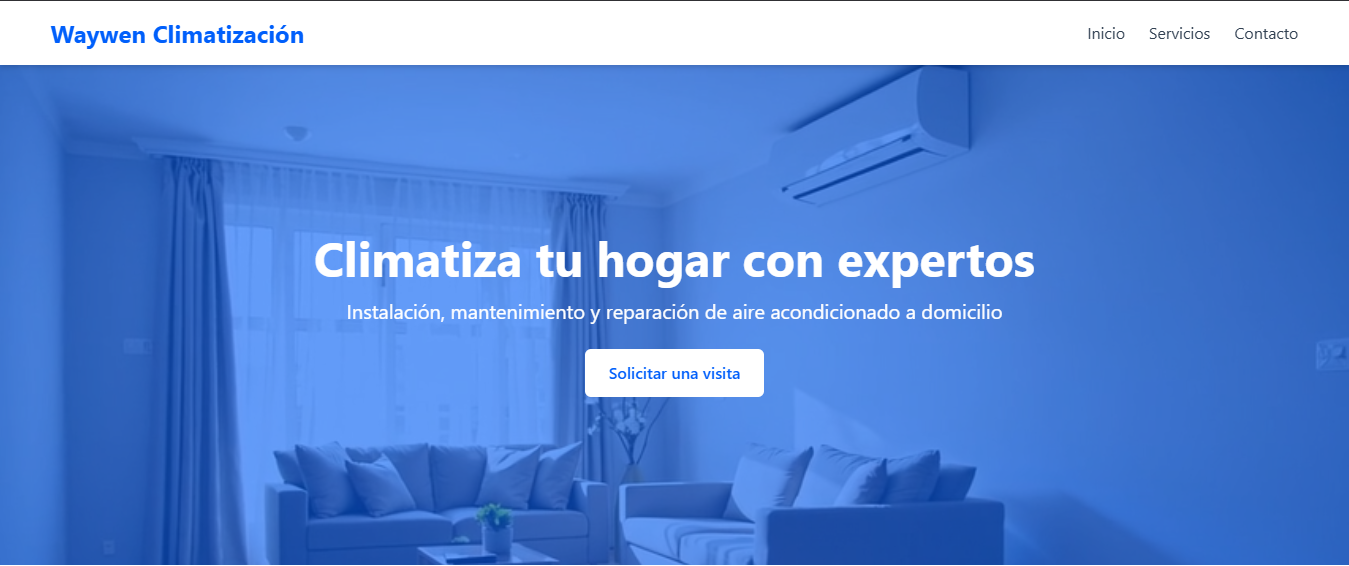 Waywen Climatización
Inicio
Servicios
Contacto
Climatiza tu hogar con expertos
Instalación, mantenimiento y reparación de aire acondicionado a domicilio
Solicitar una visita